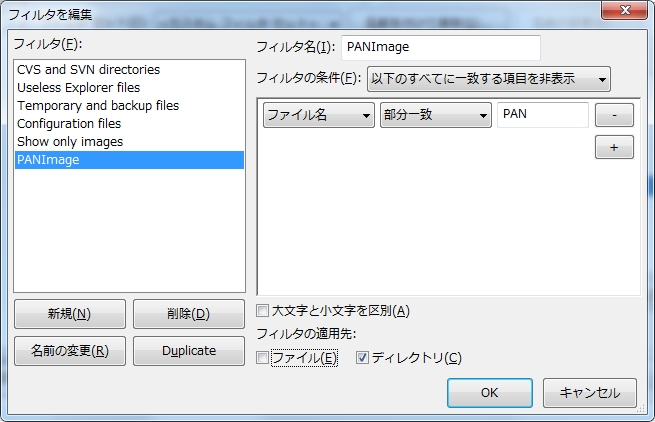 フィルタを編集
フィルタ(F):
CVS and SVN directories
Useless Explorer files
Temporary and backup files
Configuration files
Show only images
PANImage
新規(N)
削除(D)
名前の変更(R)
Duplicate
フィルタ名(I):
PANImage
フィルタの条件(F):
以下のすべてに一致する項目を非表示
ファイル名
部分一致
PAN
-
+
大文字と小文字を区別(A)
フィルタの適用先:
ファイル(E)
ディレクトリ(C)
OK
キャンセル